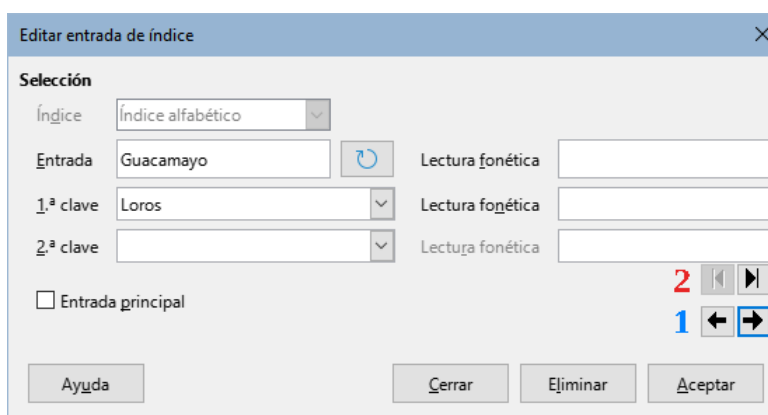 Editar entrada de índice
Selección
Índice Índice alfabético
Entrada Guacamayo Lectura fonética
1.ª clave Loros Lectura fonética
2.ª clave Lectura fonética
2
Entrada principal
1
Ayuda Cerrar Eliminar Aceptar